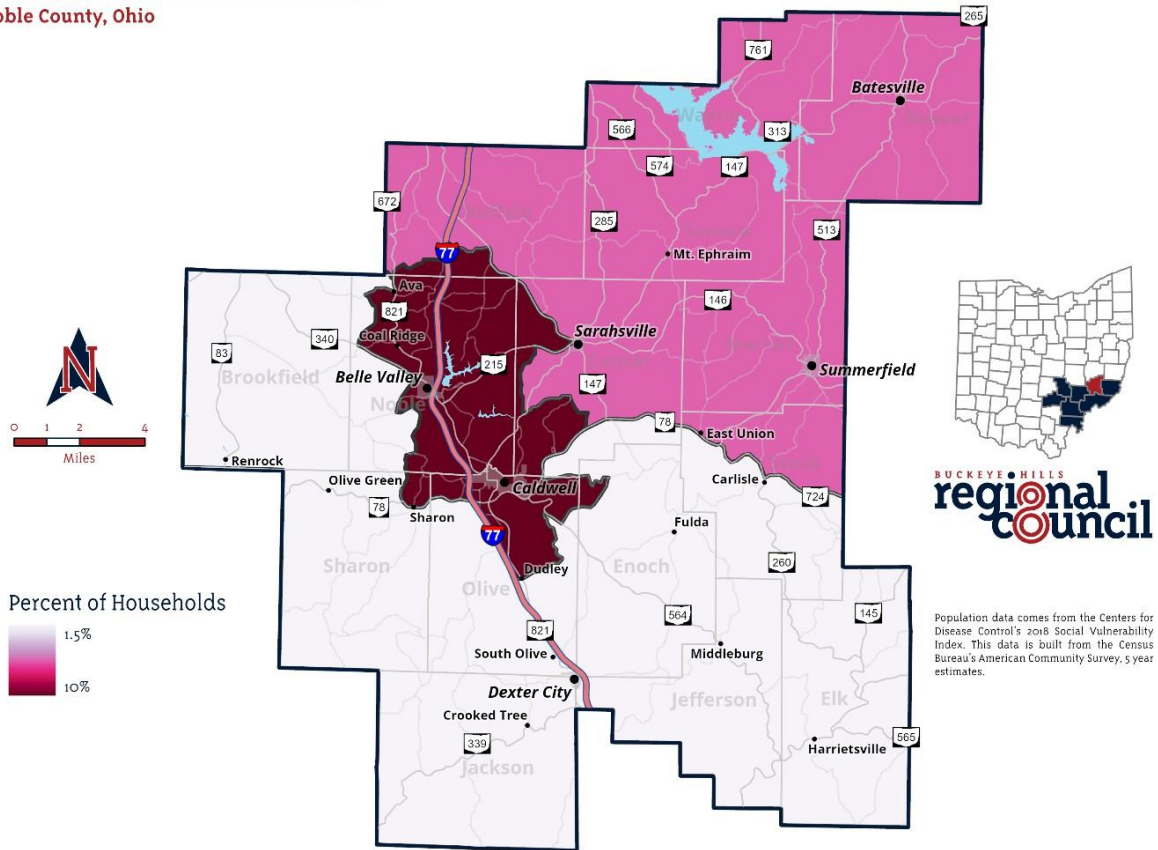 County, Ohio
265
761
Batesville
566
313
574
147
672
285
513
77
Mt. Ephraim
Ava
821
146
Coal Ridge
Sarahsville
340
83
215
Brookfield
Belle Valley
Summerfield
147
Noble
N
78
East Union
0 1 2 4
Miles
Renrock
Olive Green
Carlisle
Caldwell
78
724
Sharon
Fulda
77
BUCKEYE HILLS
regional
council
Sharon
Dudley
Enoch
260
Olive
Percent of Households
1.5%
10%
145
564
821
Population data comes from the Centers for
Disease Control's 2018 Social Vulnerability
Index. This data is built from the Census
Bureau's American Community Survey, 5 year
estimates.
South Olive
Middleburg
Dexter City
Jefferson
Elk
Crooked Tree
339
565
Harrietsville
Jackson